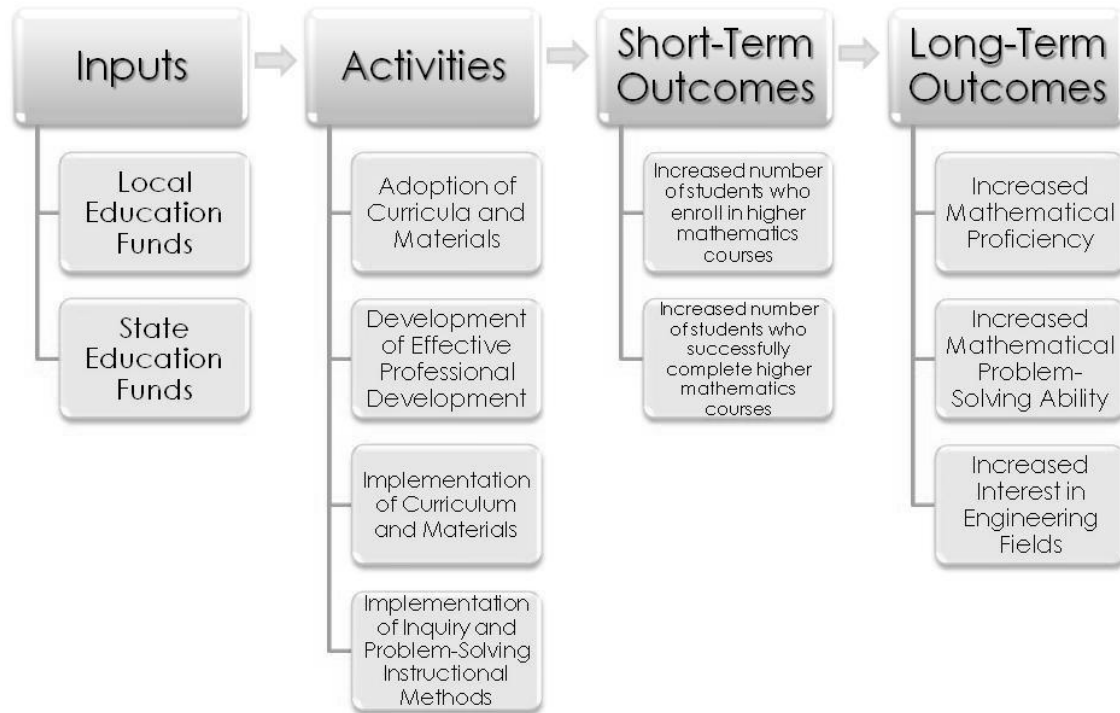 Inputs
Local
Education
Funds
State
Education
Funds
Activities
Adoption of
Curricula and
Materials
Development
of Effective
Professional
Development
Implementation
of Curriculum
and Materials
Implementation
of Inquiry and
Problem-Solving
Instructional
Methods
Short-Term
Outcomes
Increased number
of students who
enroll in higher
mathematics
courses
Increased number
of students who
successfully
complete higher
mathematics
courses
Long-Term
Outcomes
Increased
Mathematical
Proficiency
Increased
Mathematical
Problem-
Solving Ability
Increased
Interest in
Engineering
Fields